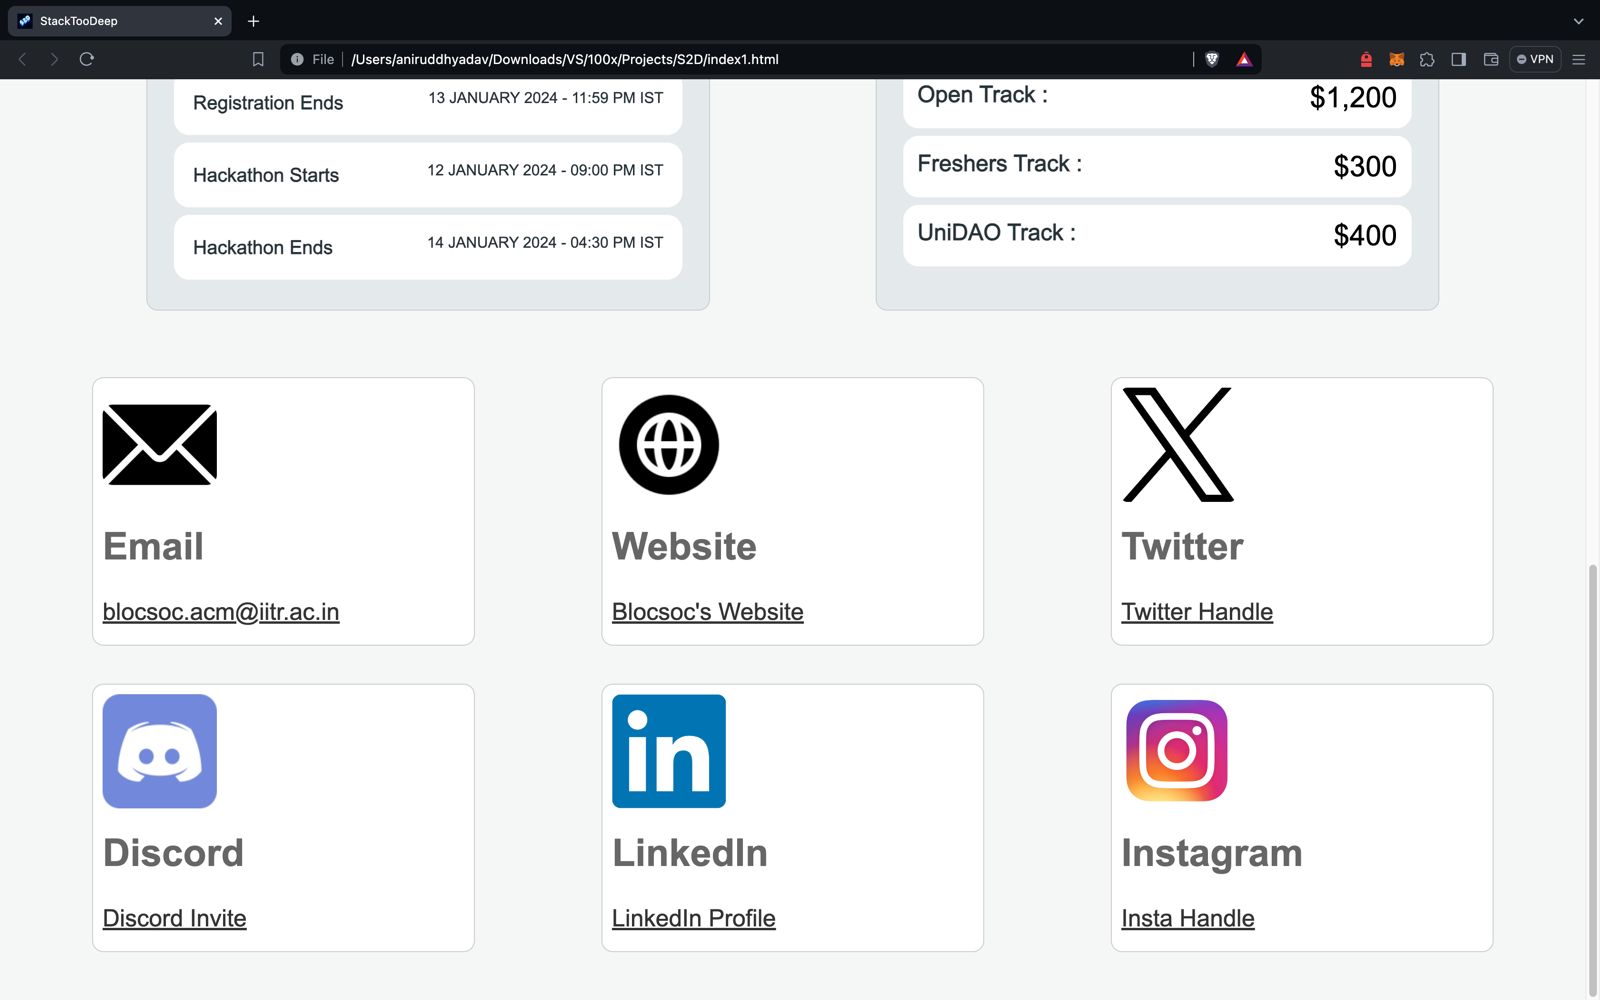 StackTooDeep
File /Users/aniruddhyadav/Downloads/VS/100x/Projects/S2D/index1.html
VPN
Registration Ends 13 JANUARY 2024 - 11:59 PM IST
Hackathon Starts 12 JANUARY 2024 - 09:00 PM IST
Hackathon Ends 14 JANUARY 2024 - 04:30 PM IST
Open Track : $1,200
Freshers Track : $300
UniDAO Track : $400
Email
blocsoc.acm@iitr.ac.in
Website
Blocsoc's Website
Twitter
Twitter Handle
Discord
Discord Invite
in
LinkedIn
LinkedIn Profile
Instagram
Insta Handle